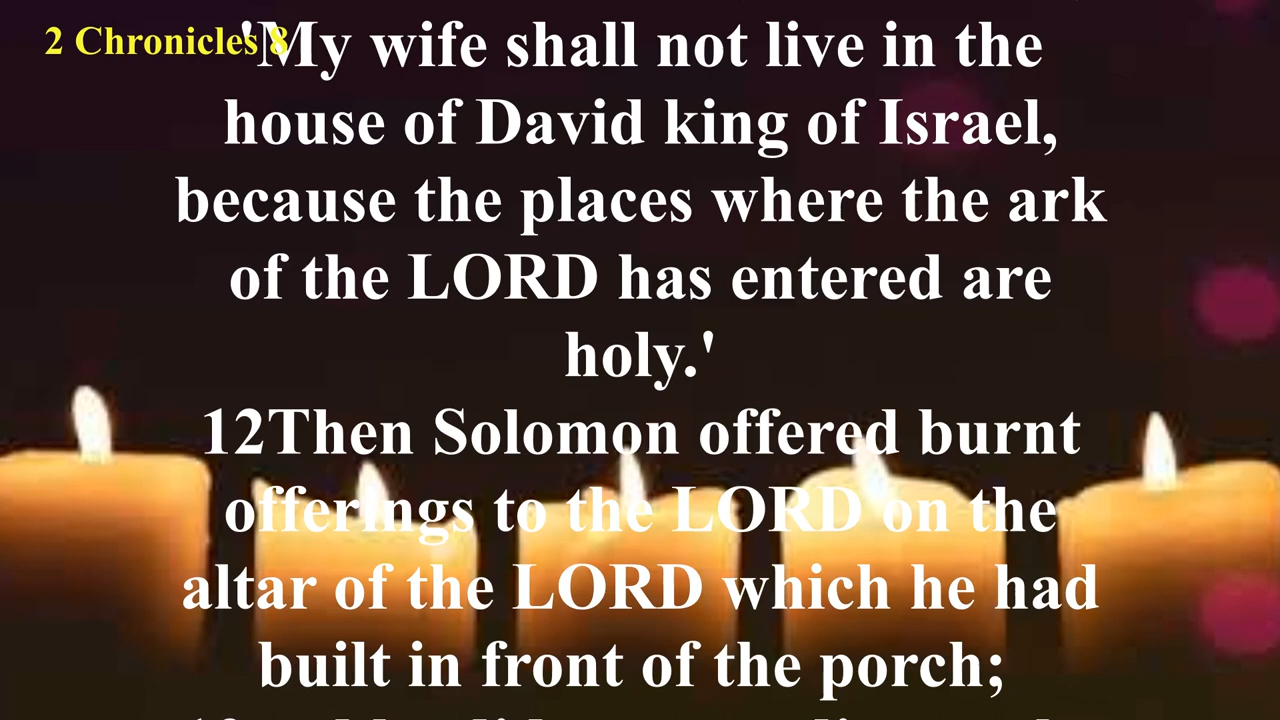 2 Chronicles 8
'My wife shall not live in the
house of David king of Israel,
because the places where the ark
of the LORD has entered are
holy.'
12Then Solomon offered burnt
offerings to the LORD on the
altar of the LORD which he had
built in front of the porch;